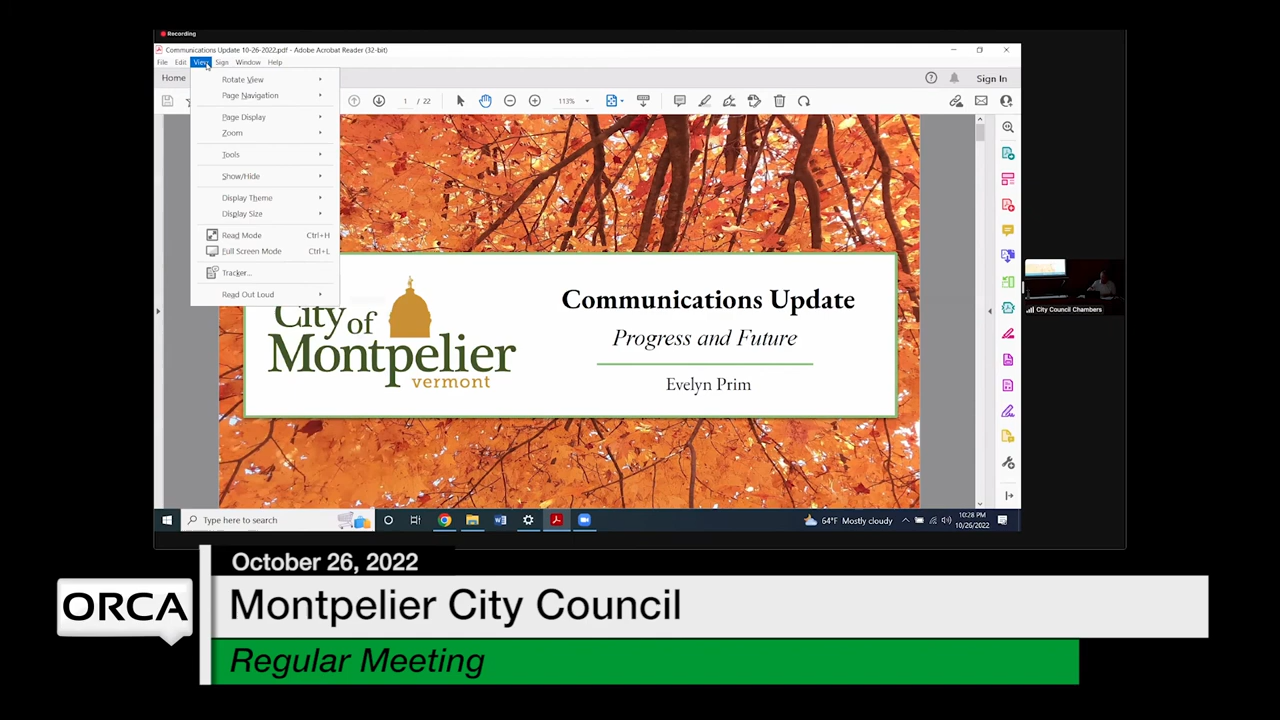 Recording
Communications Update 10-26-2022.pdf - Adobe Acrobat Reader (32-bit)
File Edit View Sign Window Help
Home
Sign In
1 / 22
113%
Rotate View
Page Navigation
Page Display
Zoom
Tools
Show/Hide
Display Theme
Display Size
Read Mode Ctrl+H
Full Screen Mode Ctrl+L
Tracker...
Read Out Loud
City of
Montpelier
vermont
Communications Update
Progress and Future
Evelyn Prim
City Council Chambers
Type here to search
64°F Mostly cloudy
10:28 PM
10/26/2022
October 26, 2022
ORCA
Montpelier City Council
Regular Meeting